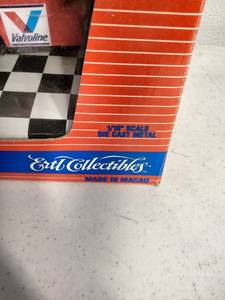 Valvoline
1/18" SCALE
DIE CAST METAL
Ertl Collectibles
MADE IN MACAU